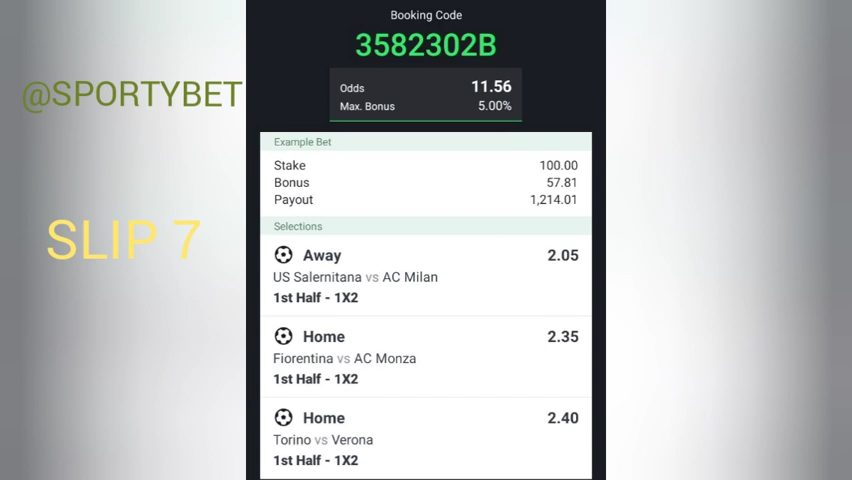 Booking Code
3582302B
@SPORTYBET
Odds 11.56
Max. Bonus 5.00%
Example Bet
Stake 100.00
Bonus 57.81
Payout 1,214.01
SLIP 7
Selections
Away 2.05
US Salernitana vs AC Milan
1st Half - 1X2
Home 2.35
Fiorentina vs AC Monza
1st Half - 1X2
Home 2.40
Torino vs Verona
1st Half - 1X2